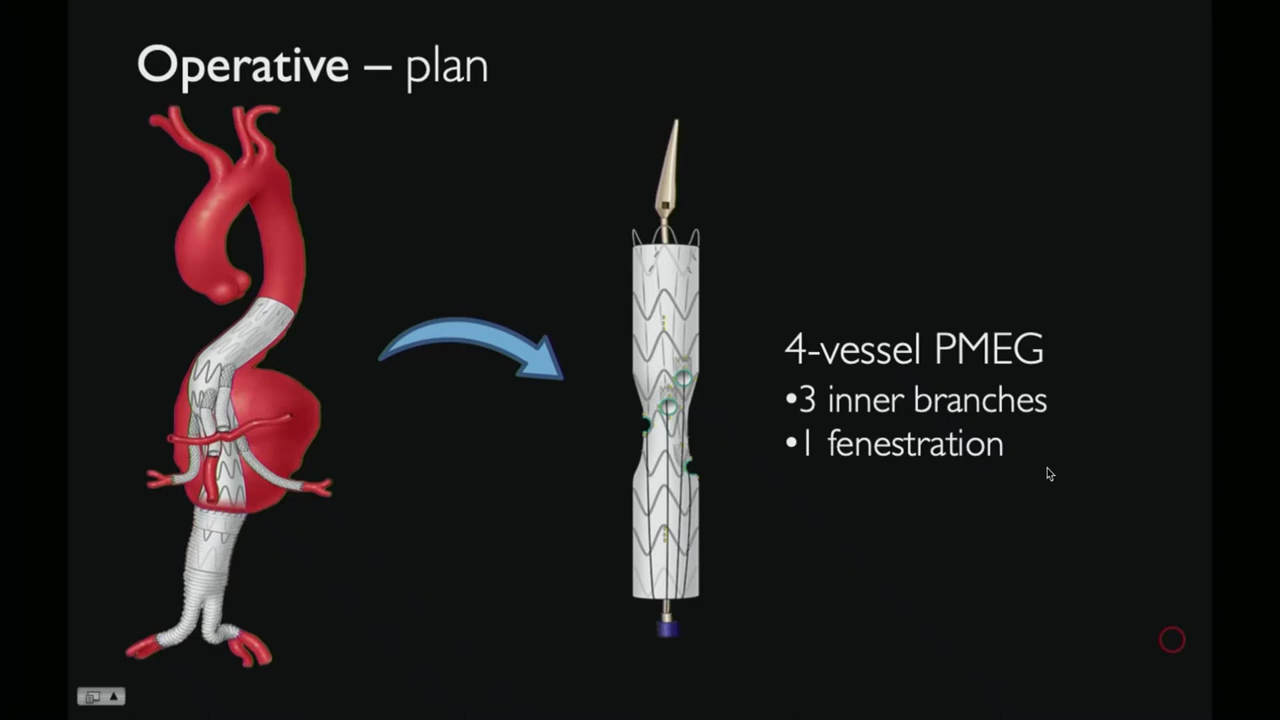 Operative – plan
4-vessel PMEG
•3 inner branches
•1 fenestration